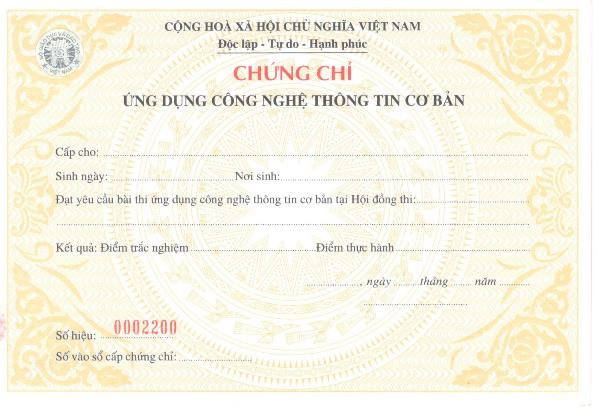 CỘNG HOÀ XÃ HỘI CHỦ NGHĨA VIỆT NAM
Độc lập - Tự do - Hạnh phúc
CHỨNG CHỈ
ỨNG DỤNG CÔNG NGHỆ THÔNG TIN CƠ BẢN
Cấp cho:
Sinh ngày: Nơi sinh:
Đạt yêu cầu bài thi ứng dụng công nghệ thông tin cơ bản tại Hội đồng thi:
Kết quả: Điểm trắc nghiệm Điểm thực hành
, ngày tháng năm
Số hiệu: 0002200
Số vào sổ cấp chứng chỉ: